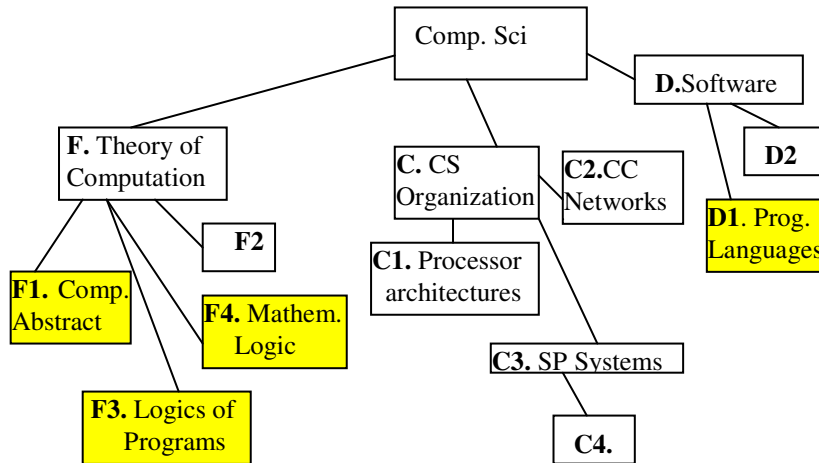 Comp. Sci
D.Software
F. Theory of
Computation
C. CS
Organization
C2.CC
Networks
D2
D1. Prog.
Languages
F2
F1. Comp.
Abstract
F4. Mathem.
Logic
C1. Processor
architectures
F3. Logics of
Programs
C3. SP Systems
C4.